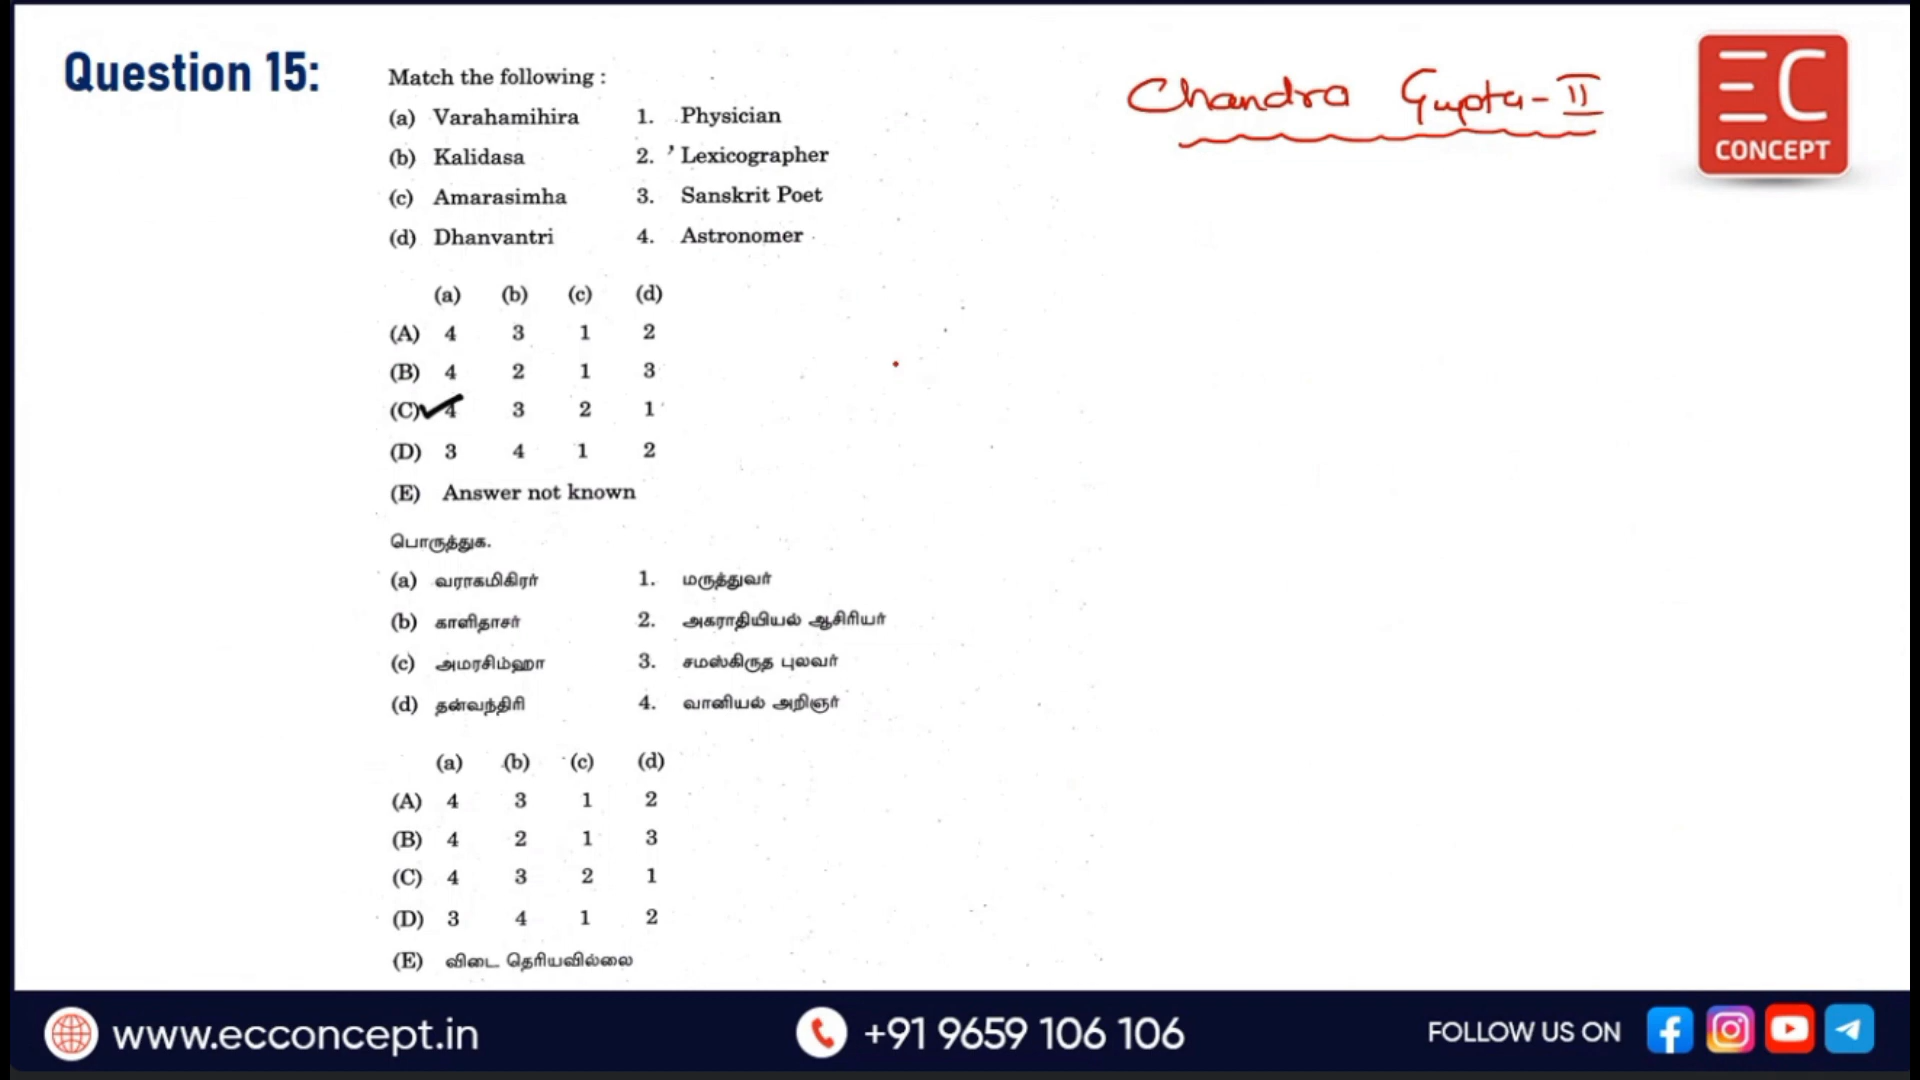 Question 15:
Match the following :
(a) Varahamihira 1. Physician
(b) Kalidasa 2. Lexicographer
(c) Amarasimha 3. Sanskrit Poet
(d) Dhanvantri 4. Astronomer
(a) (b) (c) (d)
(A) 4 3 1 2
(B) 4 2 1 3
(C) 4 3 2 1
(D) 3 4 1 2
(E) Answer not known
பொருத்துக.
(a) வராகமிகிரர் 1. மருத்துவர்
(b) காளிதாசர் 2. அகராதியியல் ஆசிரியர்
(c) அமரசிம்ஹா 3. சமஸ்கிருத புலவர்
(d) தன்வந்திரி 4. வானியல் அறிஞர்
(a) (b) (c) (d)
(A) 4 3 1 2
(B) 4 2 1 3
(C) 4 3 2 1
(D) 3 4 1 2
(E) விடை தெரியவில்லை
Chandra Gupta-II
EC
CONCEPT
www.ecconcept.in
+91 9659 106 106
FOLLOW US ON